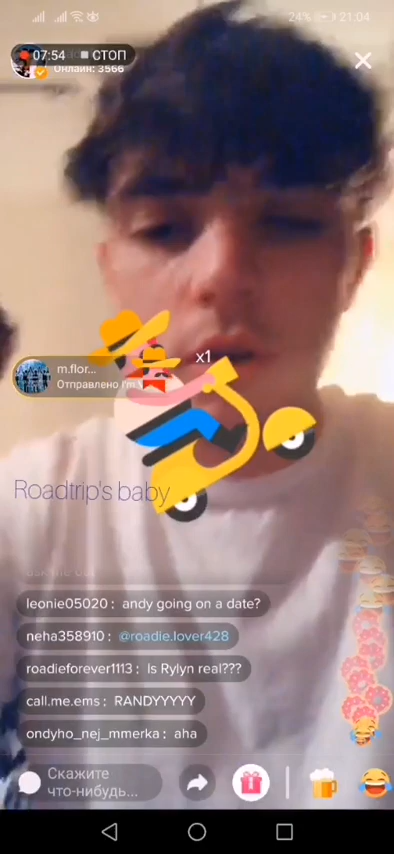 24% 21:04
07:54 СТОП
Онлайн: 3566
x1
m.flor...
Отправлено I'm
Roadtrip's baby
leonie05020 : andy going on a date?
neha358910 : @roadie.lover428
roadieforever1113 : Is Rylyn real???
call.me.ems : RANDYYYYY
ondyho_nej_mmerka : aha
Скажите
что-нибудь...